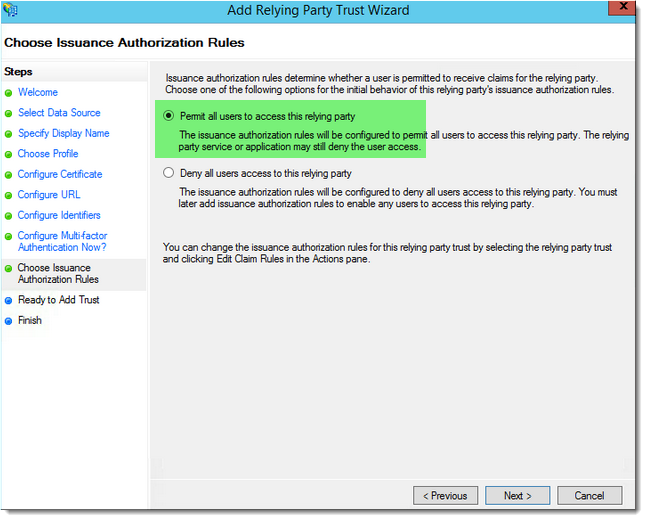 Add Relying Party Trust Wizard
Choose Issuance Authorization Rules
Steps
Welcome
Select Data Source
Specify Display Name
Choose Profile
Configure Certificate
Configure URL
Configure Identifiers
Configure Multi-factor
Authentication Now?
Choose Issuance
Authorization Rules
Ready to Add Trust
Finish
Issuance authorization rules determine whether a user is permitted to receive claims for the relying party.
Choose one of the following options for the initial behavior of this relying party's issuance authorization rules.
Permit all users to access this relying party
The issuance authorization rules will be configured to permit all users to access this relying party. The relying
party service or application may still deny the user access.
Deny all users access to this relying party
The issuance authorization rules will be configured to deny all users access to this relying party. You must
later add issuance authorization rules to enable any users to access this relying party.
You can change the issuance authorization rules for this relying party trust by selecting the relying party trust
and clicking Edit Claim Rules in the Actions pane.
< Previous
Next >
Cancel